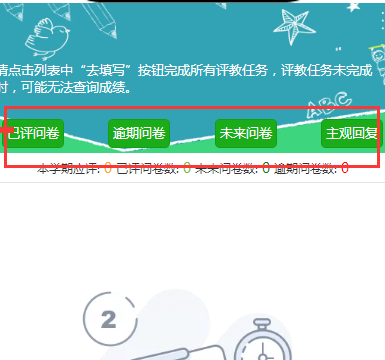 请点击列表中“去填写”按钮完成所有评教任务，评教任务未完成
时，可能无法查询成绩。
ABC
已评问卷 逾期问卷 未来问卷 主观回复
本学期应评: 0 已评问卷数: 0 未来问卷数: 0 逾期问卷数: 0
2